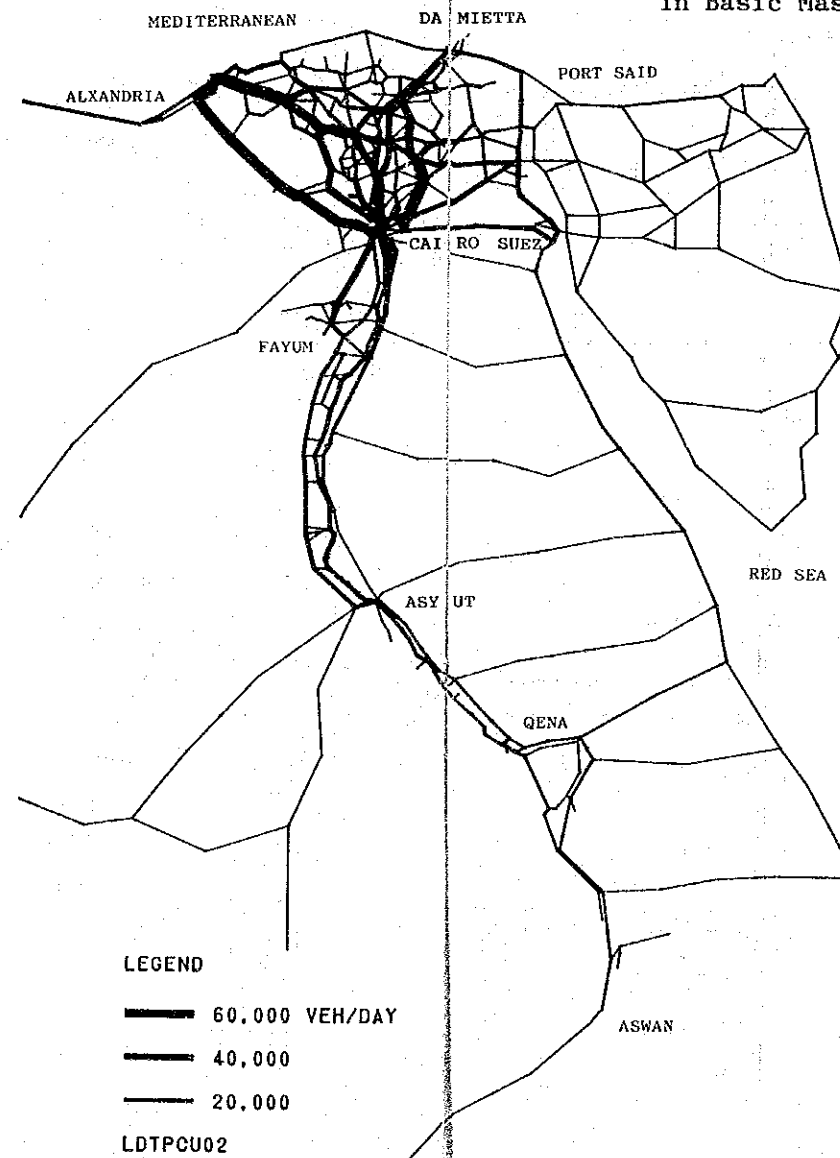 in Basic Mas
MEDITERRANEAN
DA MIETTA
ALXANDRIA
PORT SAID
CAI RO SUEZ
FAYUM
RED SEA
ASY UT
QENA
ASWAN
LEGEND
60,000 VEH/DAY
40,000
20,000
LDTPCU02